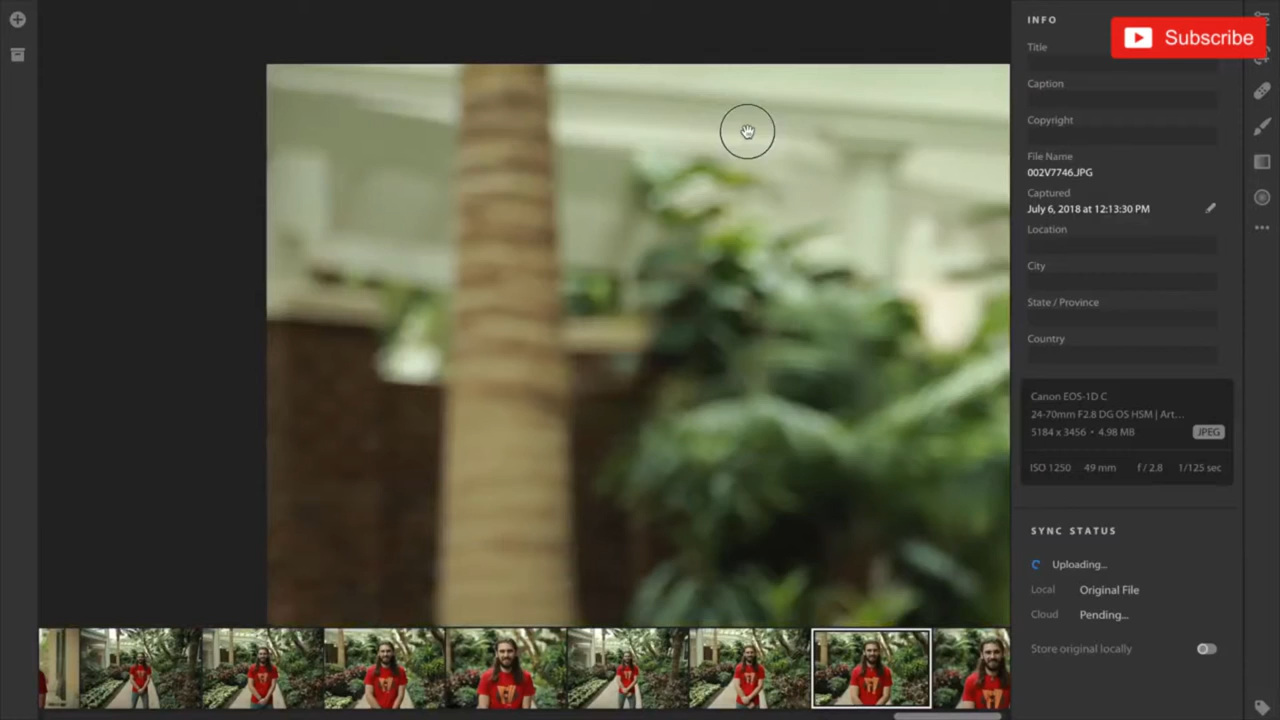 INFO
Subscribe
Title
Caption
Copyright
File Name
002V7746.JPG
Captured
July 6, 2018 at 12:13:30 PM
Location
City
State / Province
Country
Canon EOS-1D C
24-70mm F2.8 DG OS HSM | Art...
5184 x 3456 • 4.98 MB JPEG
ISO 1250 49 mm f / 2.8 1/125 sec
SYNC STATUS
Uploading...
Local Original File
Cloud Pending...
Store original locally